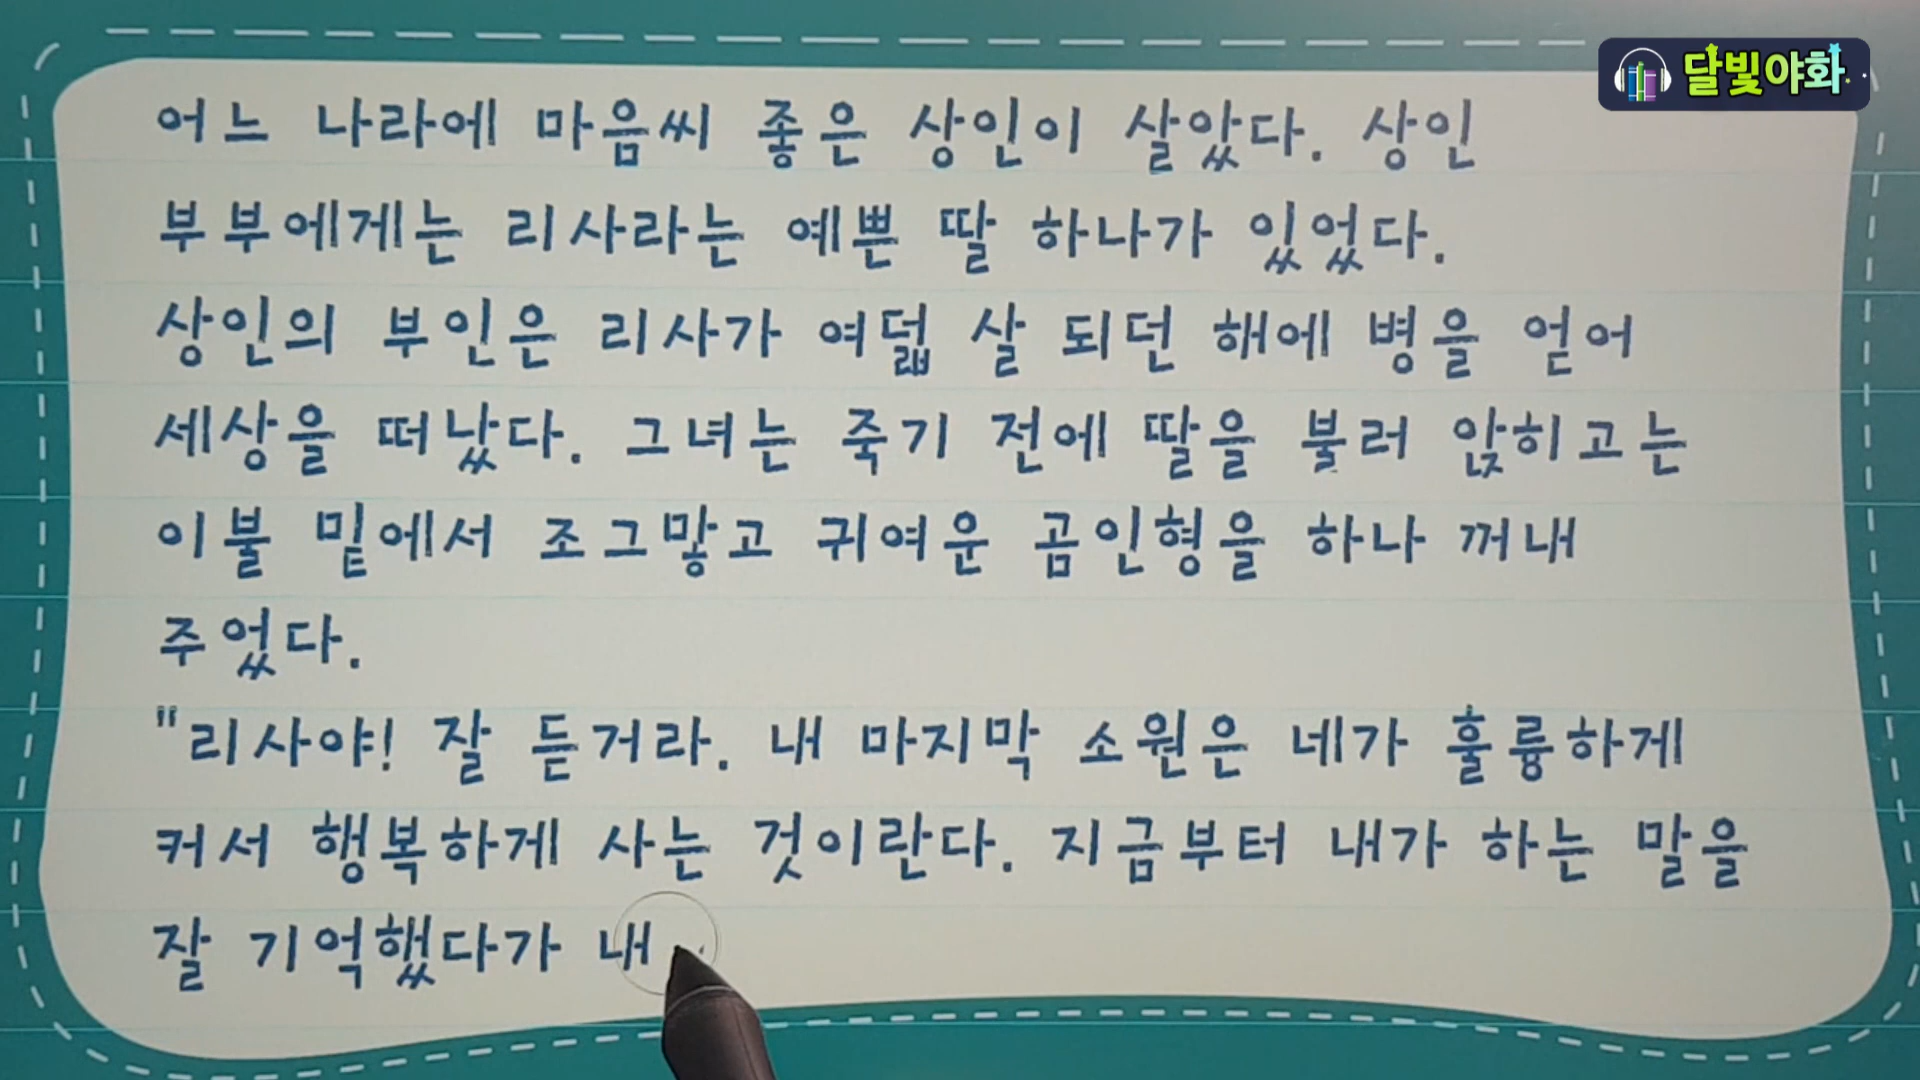 달빛야화
어느 나라에 마음씨 좋은 상인이 살았다. 상인
부부에게는 리사라는 예쁜 딸 하나가 있었다.
상인의 부인은 리사가 여덟 살 되던 해에 병을 얻어
세상을 떠났다. 그녀는 죽기 전에 딸을 불러 앉히고는
이불 밑에서 조그맣고 귀여운 곰인형을 하나 꺼내
주었다.
"리사야! 잘 듣거라. 내 마지막 소원은 네가 훌륭하게
커서 행복하게 사는 것이란다. 지금부터 내가 하는 말을
잘 기억했다가 내